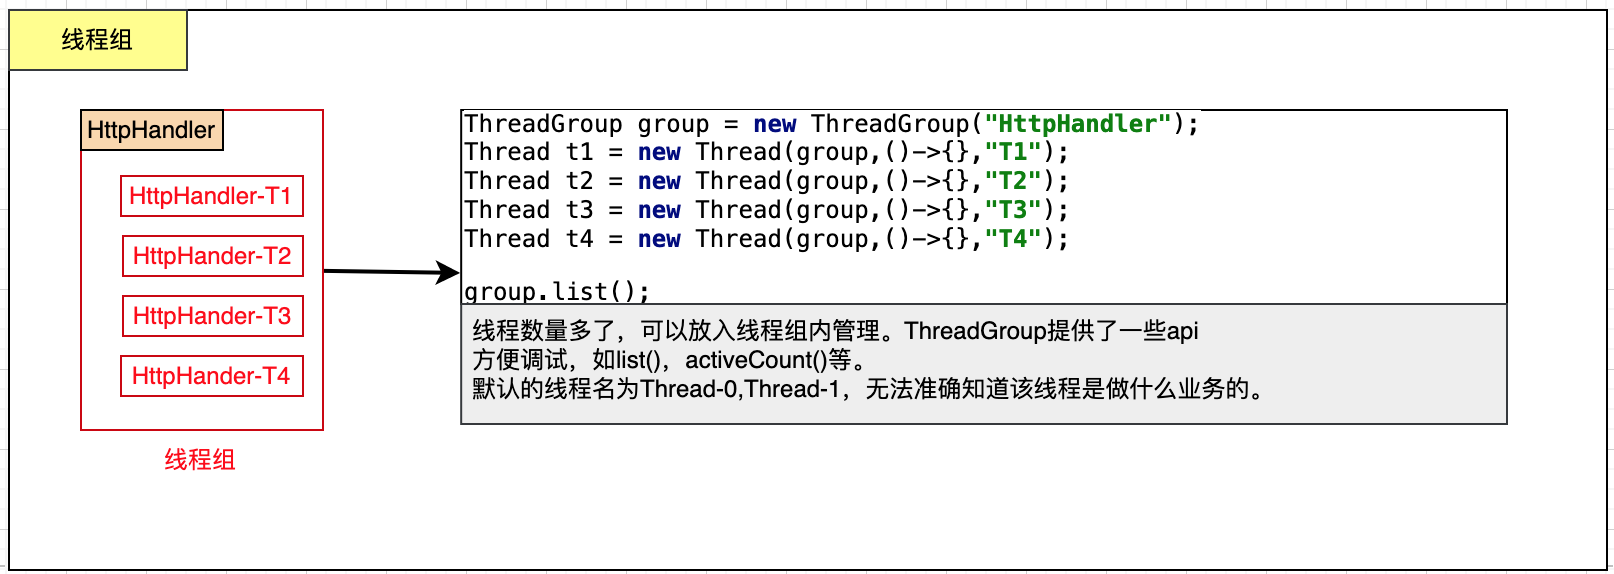 线程组
HttpHandler
HttpHandler-T1
HttpHander-T2
HttpHander-T3
HttpHander-T4
线程组
ThreadGroup group = new ThreadGroup("HttpHandler");
Thread t1 = new Thread(group,()->{},"T1");
Thread t2 = new Thread(group,()->{},"T2");
Thread t3 = new Thread(group,()->{},"T3");
Thread t4 = new Thread(group,()->{},"T4");
group.list();
线程数量多了，可以放入线程组内管理。ThreadGroup提供了一些api
方便调试，如list()，activeCount()等。
默认的线程名为Thread-0,Thread-1，无法准确知道该线程是做什么业务的。